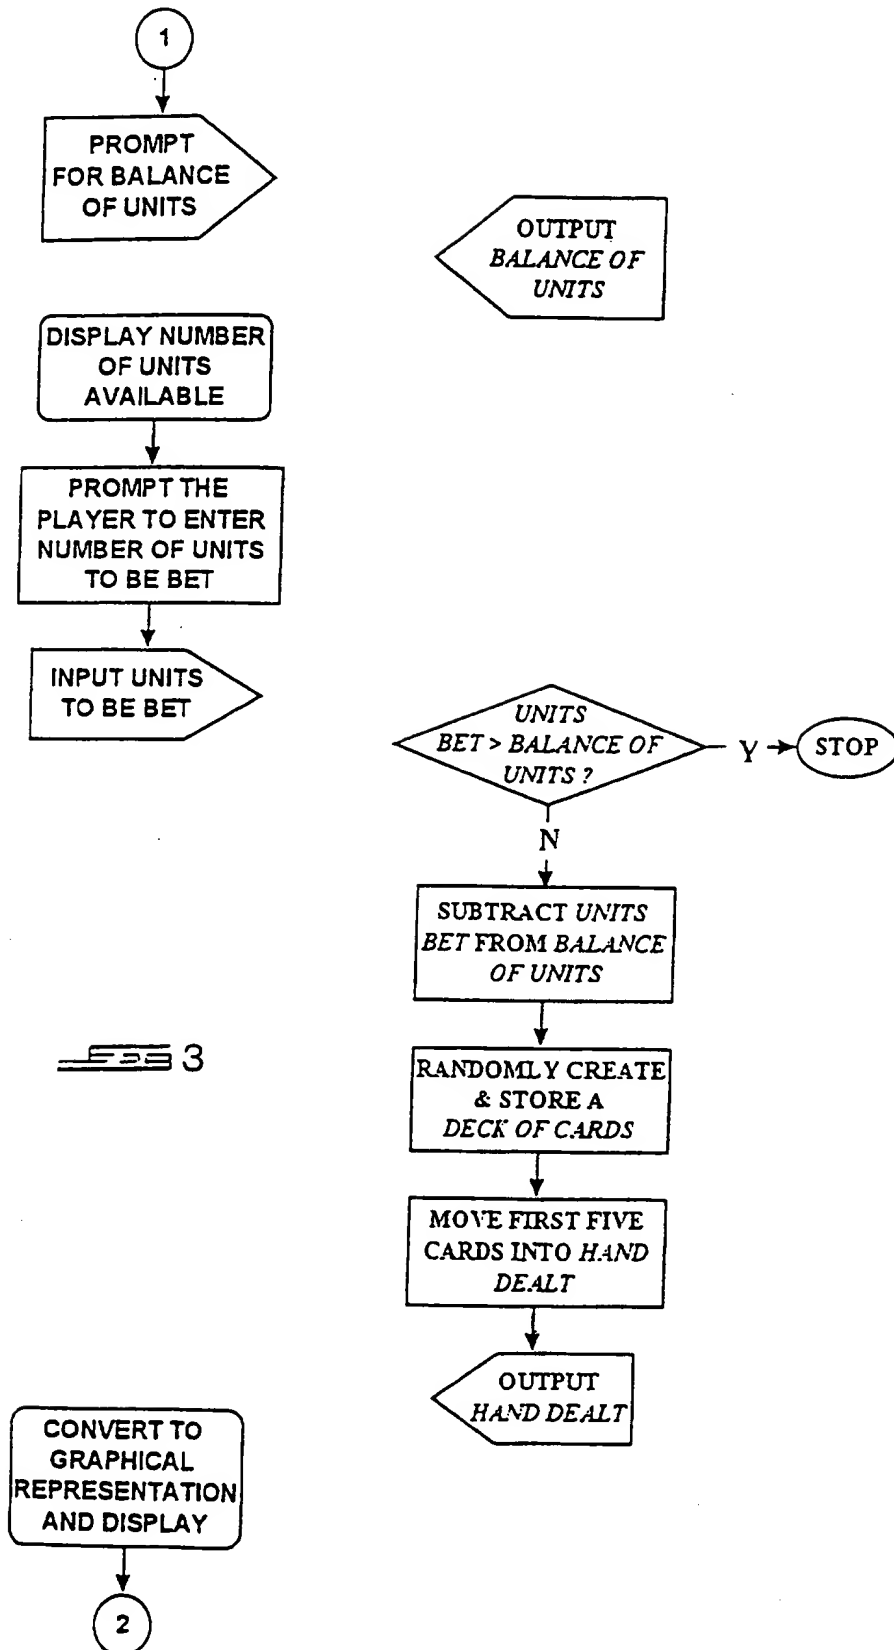 1
PROMPT
FOR BALANCE
OF UNITS
OUTPUT
BALANCE OF
UNITS
DISPLAY NUMBER
OF UNITS
AVAILABLE
PROMPT THE
PLAYER TO ENTER
NUMBER OF UNITS
TO BE BET
INPUT UNITS
TO BE BET
UNITS
BET > BALANCE OF
UNITS ?
Y
STOP
N
SUBTRACT UNITS
BET FROM BALANCE
OF UNITS
3
RANDOMLY CREATE
& STORE A
DECK OF CARDS
MOVE FIRST FIVE
CARDS INTO HAND
DEALT
OUTPUT
HAND DEALT
CONVERT TO
GRAPHICAL
REPRESENTATION
AND DISPLAY
2